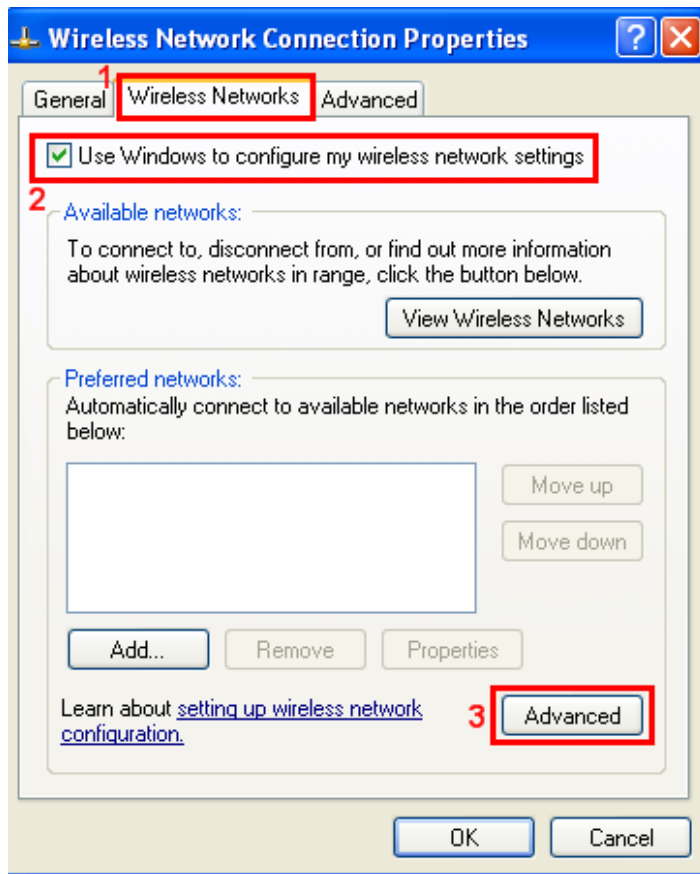 Wireless Network Connection Properties
1
General Wireless Networks Advanced
Use Windows to configure my wireless network settings
2
Available networks:
To connect to, disconnect from, or find out more information
about wireless networks in range, click the button below.
View Wireless Networks
Preferred networks:
Automatically connect to available networks in the order listed
below:
Move up
Move down
Add... Remove Properties
Learn about setting up wireless network
configuration.
3 Advanced
OK Cancel